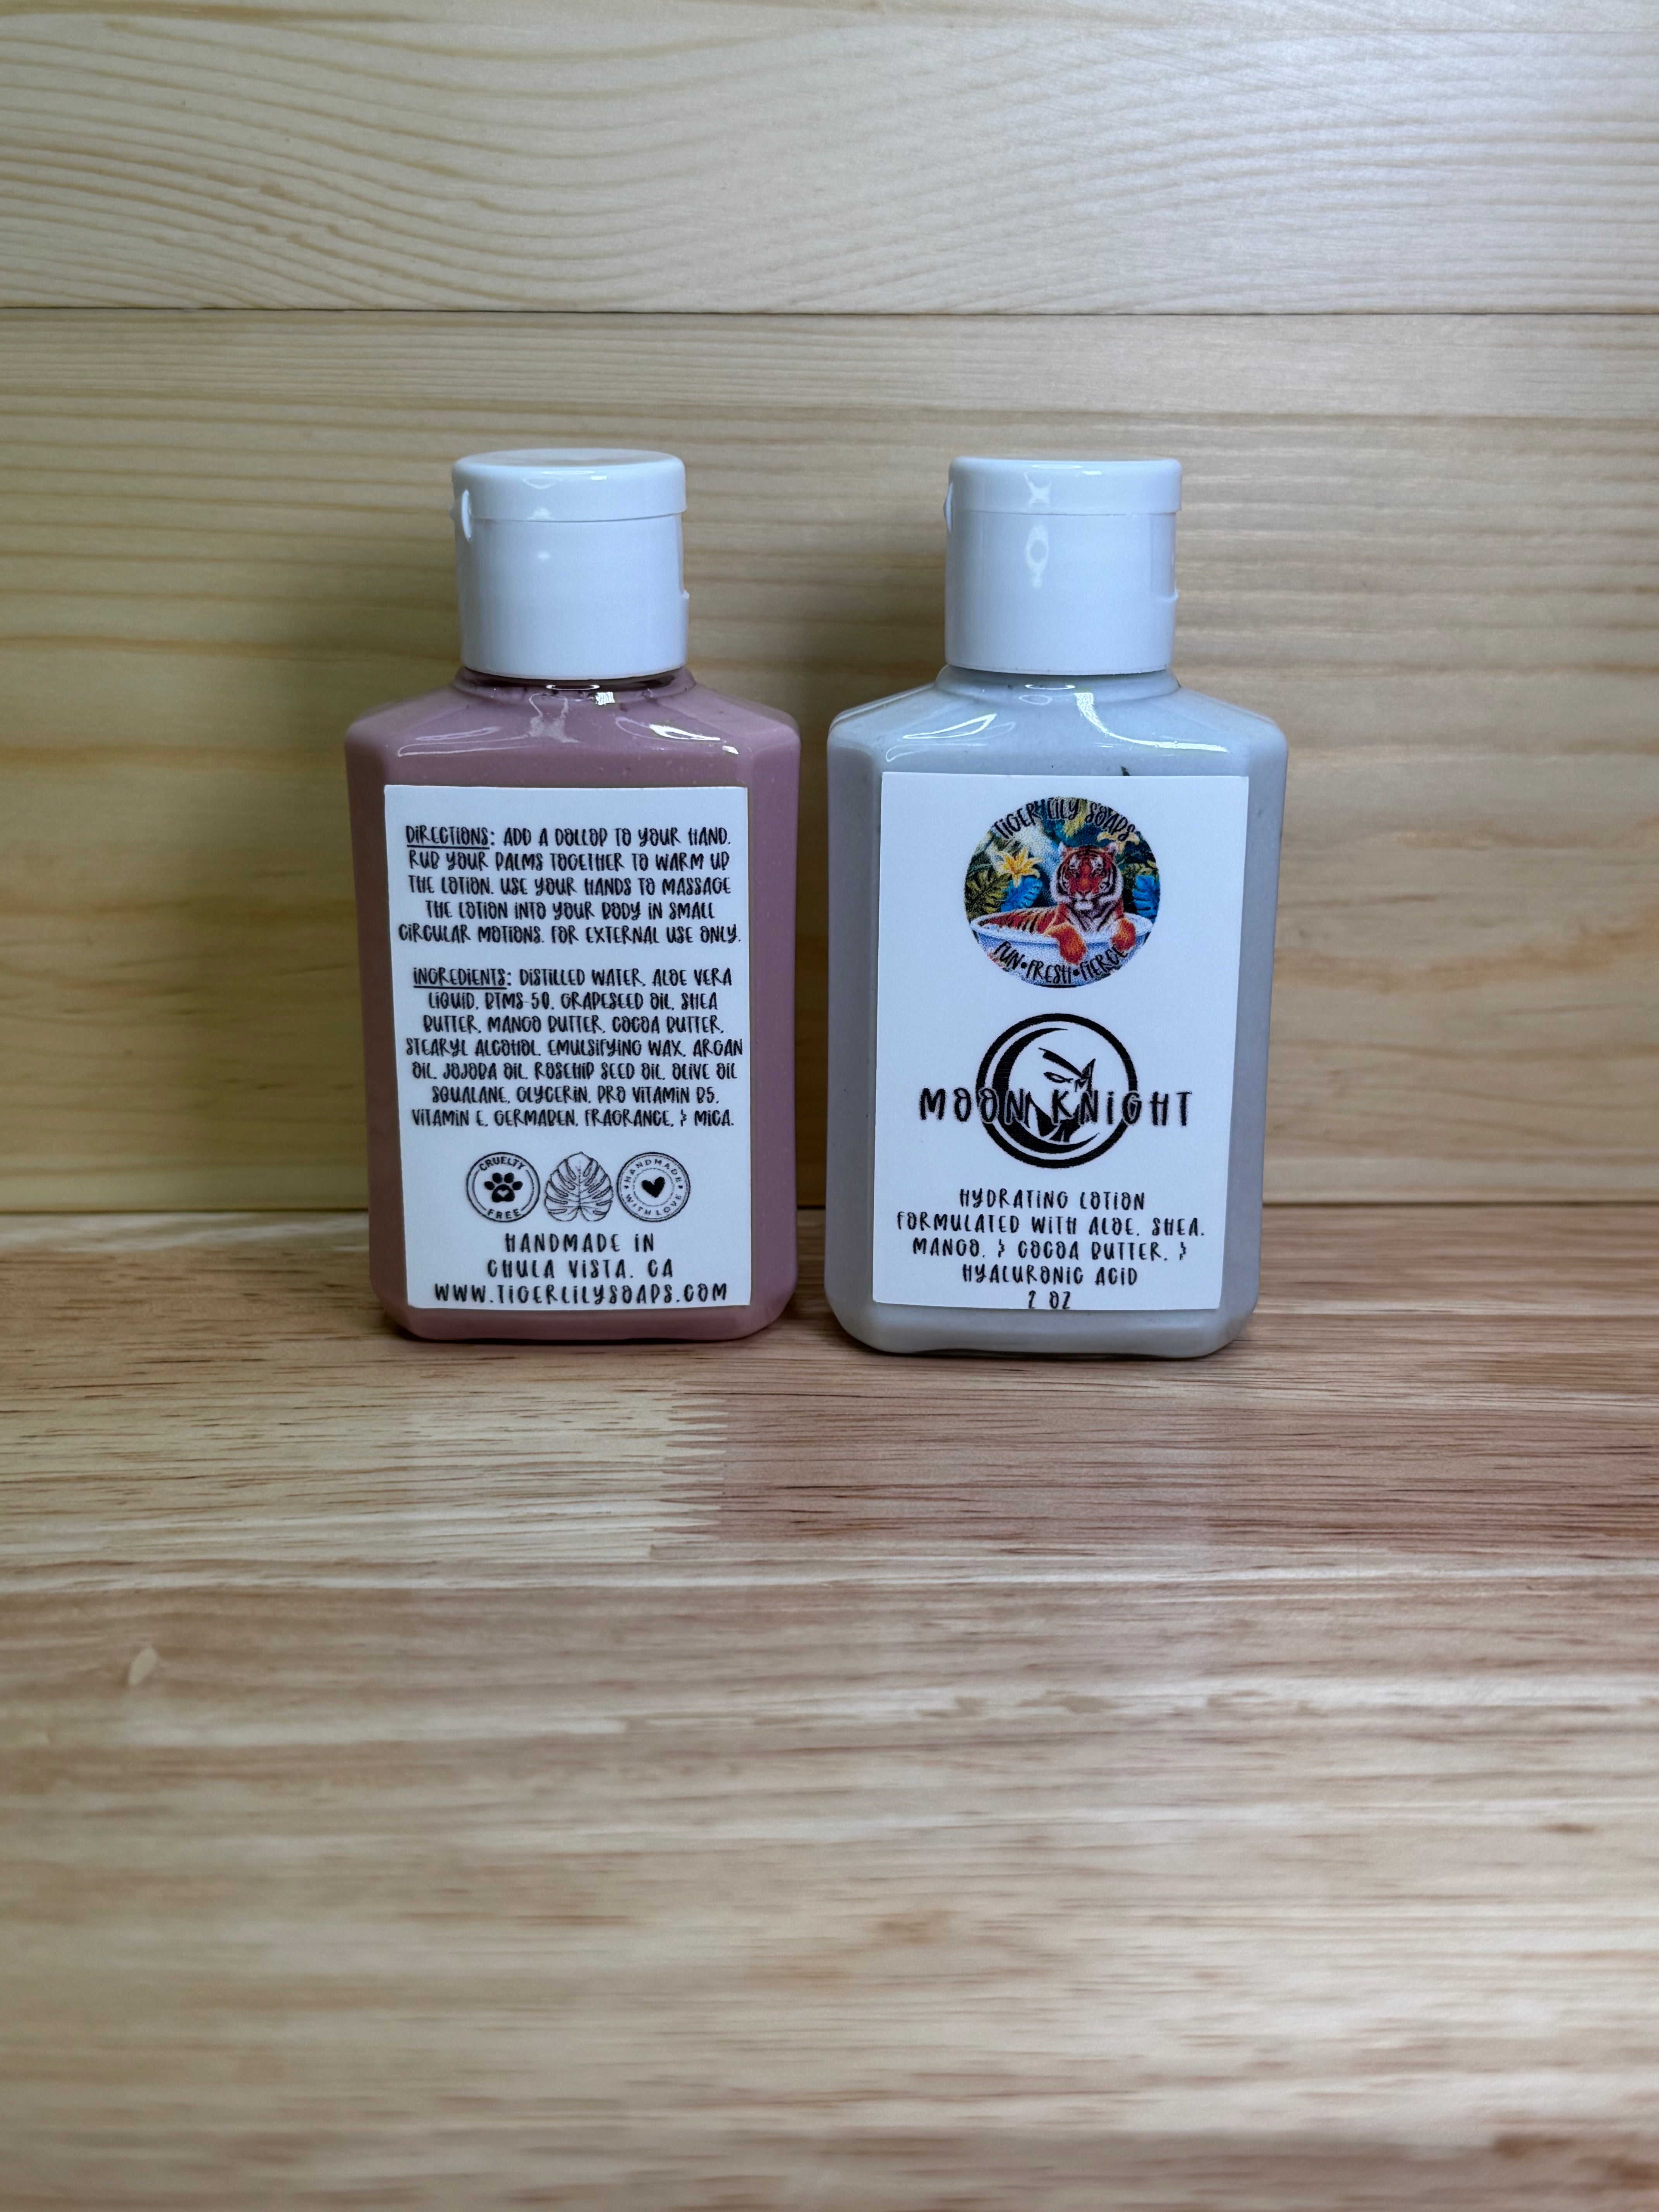 DIRECTIONS: ADD A DOLLOP TO YOUR HAND.
RUB YOUR PALMS TOGETHER TO WARM UP
THE LOTION. USE YOUR HANDS TO MASSAGE
THE LOTION INTO YOUR BODY IN SMALL
CIRCULAR MOTIONS. FOR EXTERNAL USE ONLY.
INGREDIENTS: DISTILLED WATER, ALOE VERA
LIQUID, BTMS-50, GRAPESEED OIL, SHEA
BUTTER, MANGO BUTTER, COCOA BUTTER,
STEARYL ALCOHOL, EMULSIFYING WAX, ARGAN
OIL, JOJOBA OIL, ROSEHIP SEED OIL, OLIVE OIL
SQUALANE, GLYCERIN, PRO VITAMIN B5,
VITAMIN E, GERMABEN, FRAGRANCE, & MICA.
CRUELTY
FREE
HANDMADE
WITH LOVE
HANDMADE IN
CHULA VISTA, CA
WWW.TIGERLILYSOAPS.COM
TIGER LILY SOAPS
FUN•FRESH•FIERCE
MOON KNIGHT
HYDRATING LOTION
FORMULATED WITH ALOE, SHEA,
MANGO, & COCOA BUTTER, &
HYALURONIC ACID
2 OZ